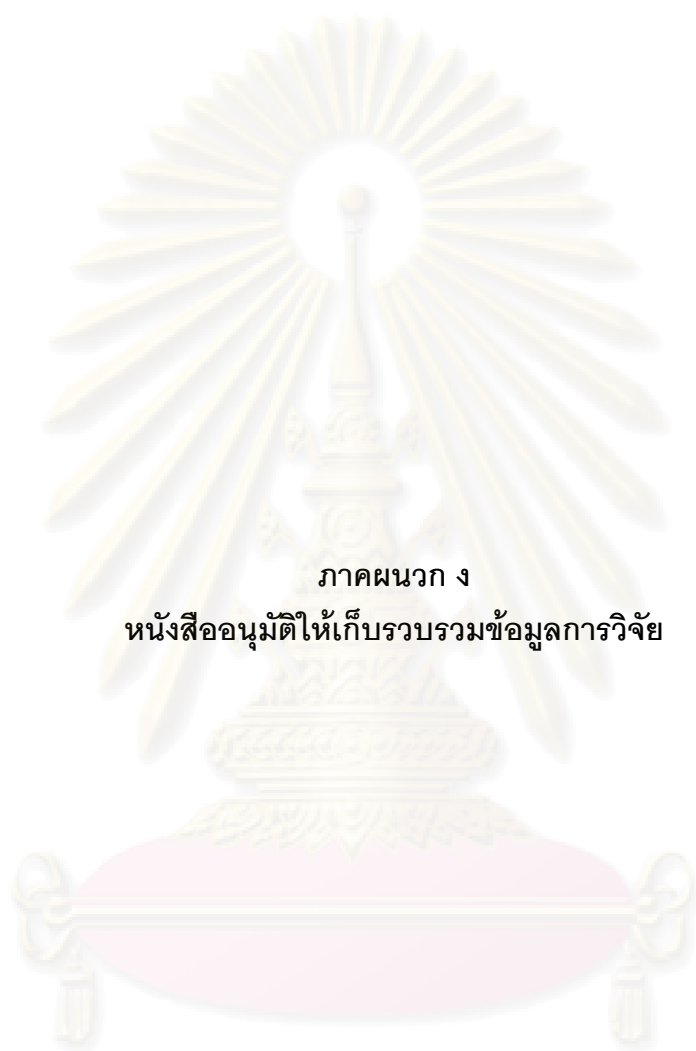 ภาคผนวก ง
หนังสืออนุมัติให้เก็บรวบรวมข้อมูลการวิจัย